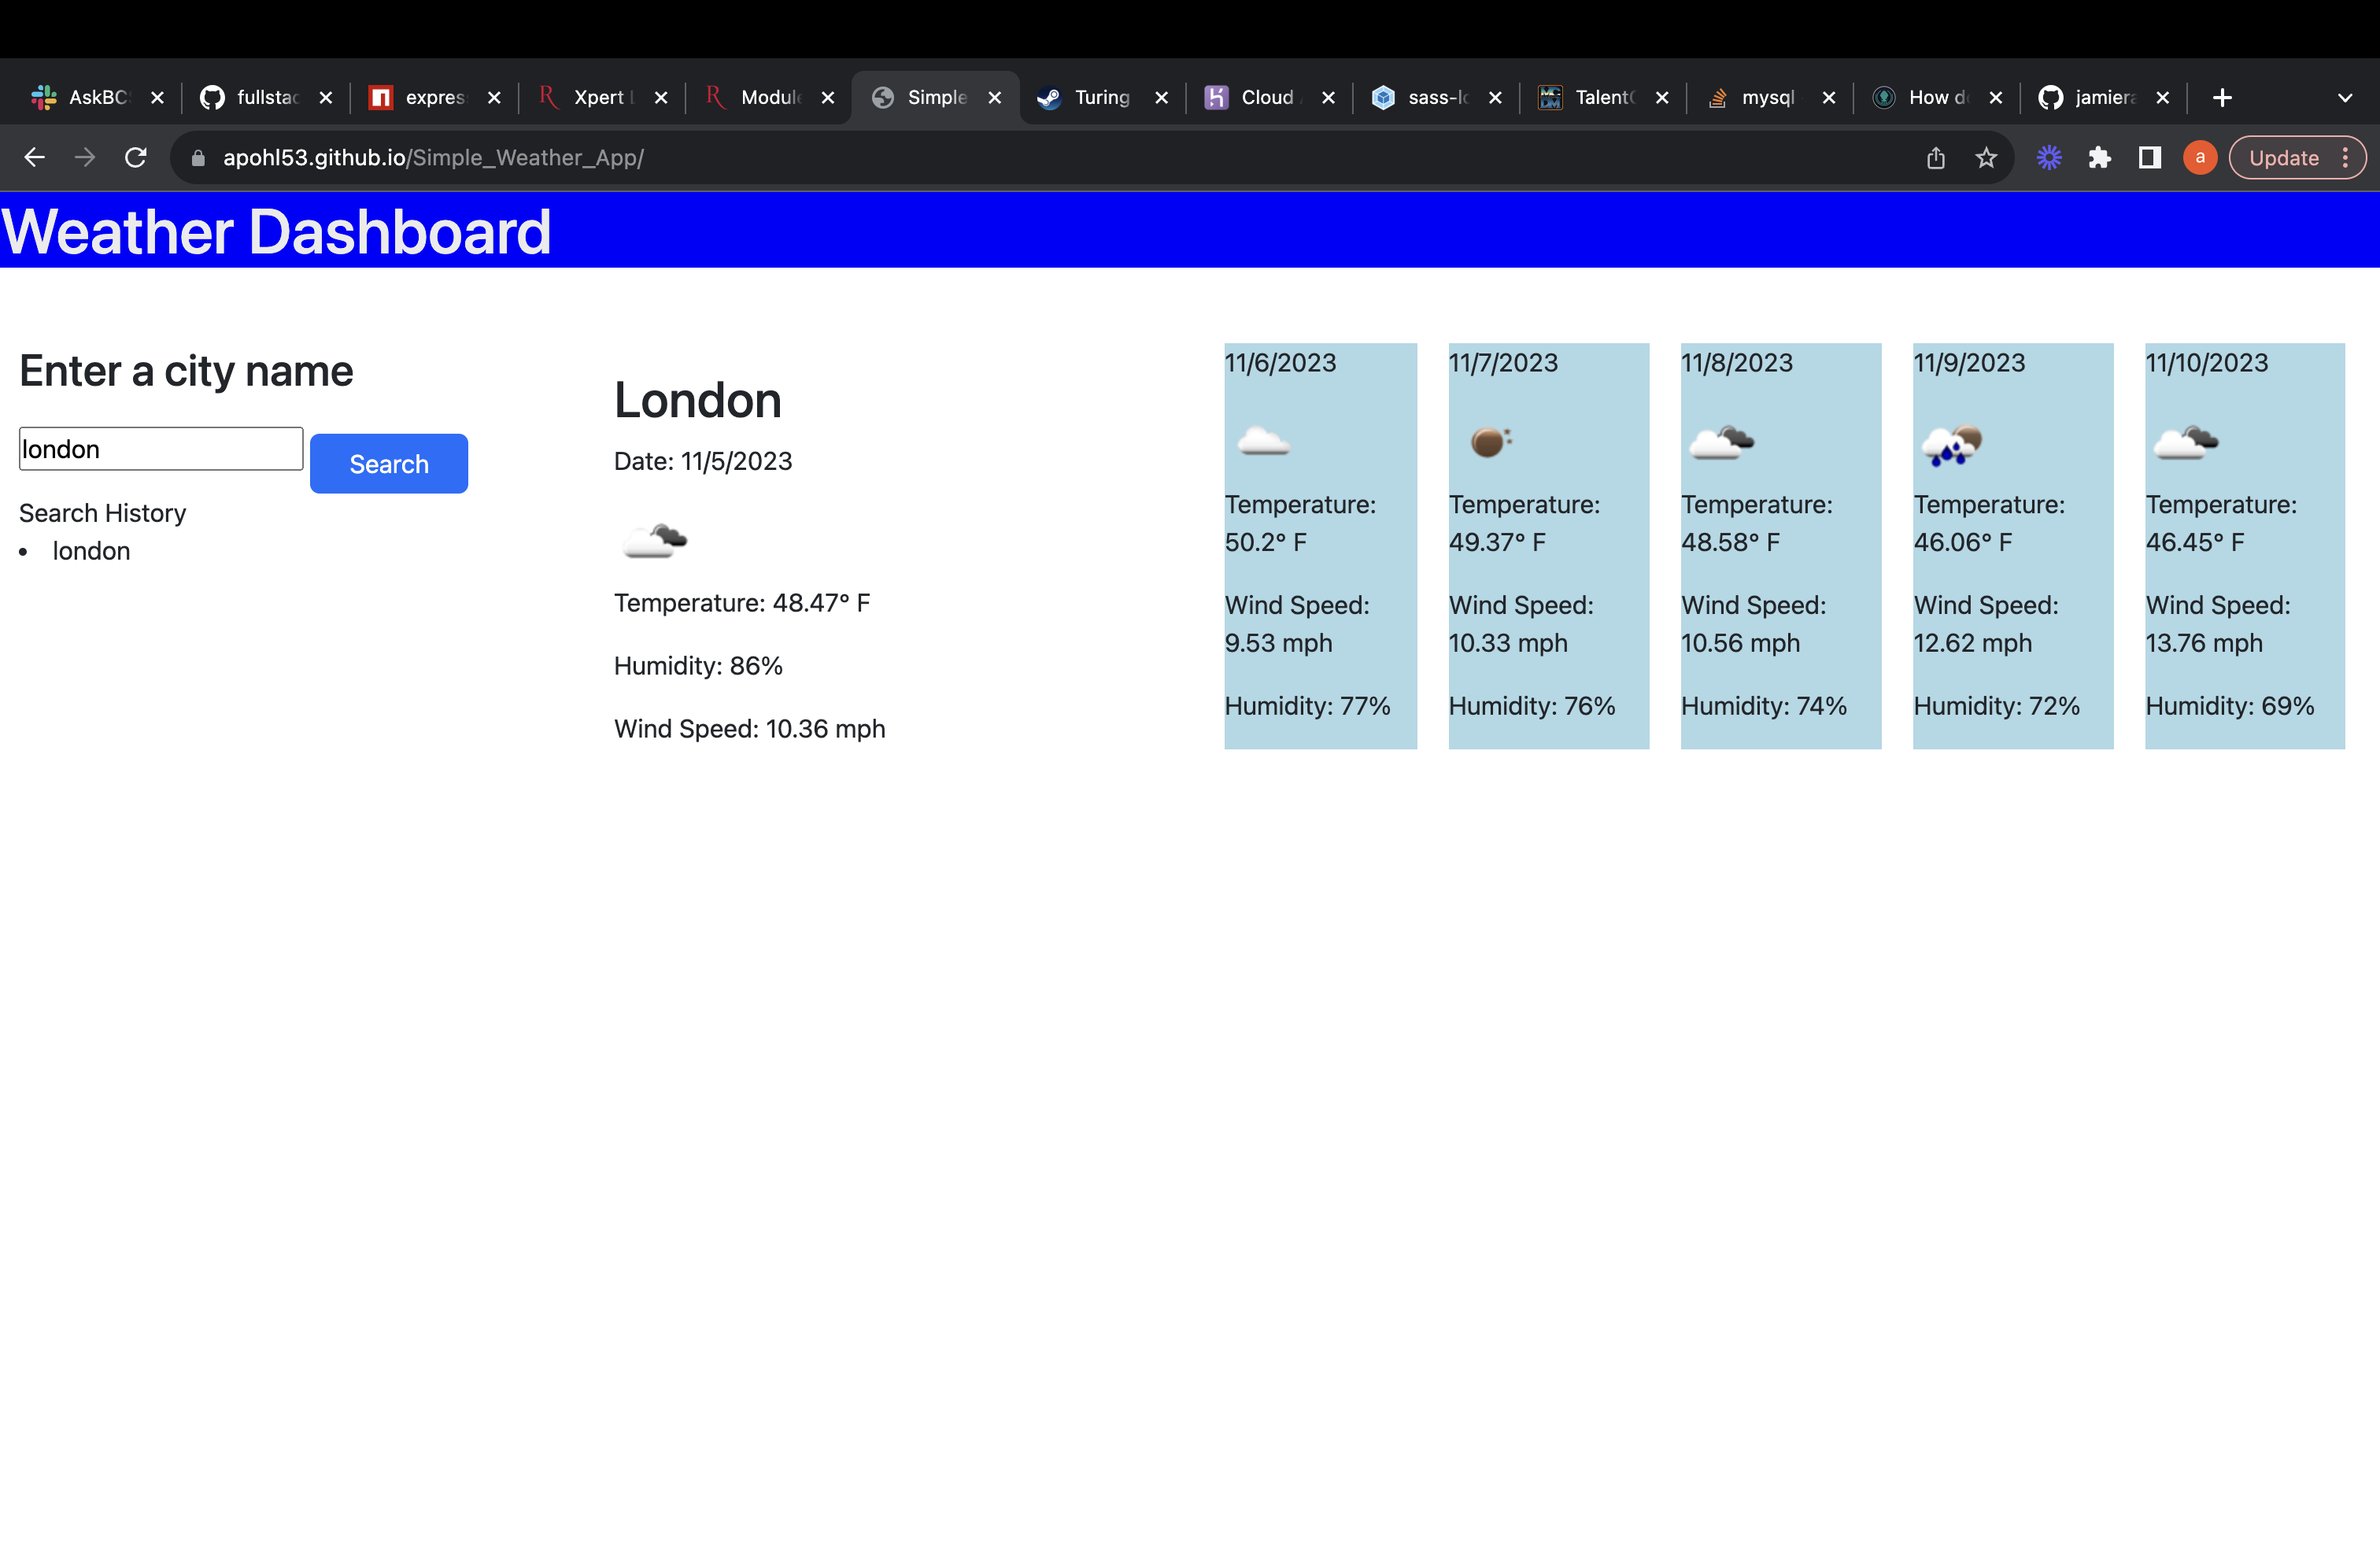 AskBC
fullstac
expres
Xpert L
Module
Simple
Turing
Cloud
sass-lo
Talent
mysql
How d
jamiera
apohl53.github.io/Simple_Weather_App/
a
Update
Weather Dashboard
Enter a city name
london
Search
Search History
london
London
Date: 11/5/2023
Temperature: 48.47° F
Humidity: 86%
Wind Speed: 10.36 mph
11/6/2023
Temperature:
50.2° F
Wind Speed:
9.53 mph
Humidity: 77%
11/7/2023
Temperature:
49.37° F
Wind Speed:
10.33 mph
Humidity: 76%
11/8/2023
Temperature:
48.58° F
Wind Speed:
10.56 mph
Humidity: 74%
11/9/2023
Temperature:
46.06° F
Wind Speed:
12.62 mph
Humidity: 72%
11/10/2023
Temperature:
46.45° F
Wind Speed:
13.76 mph
Humidity: 69%